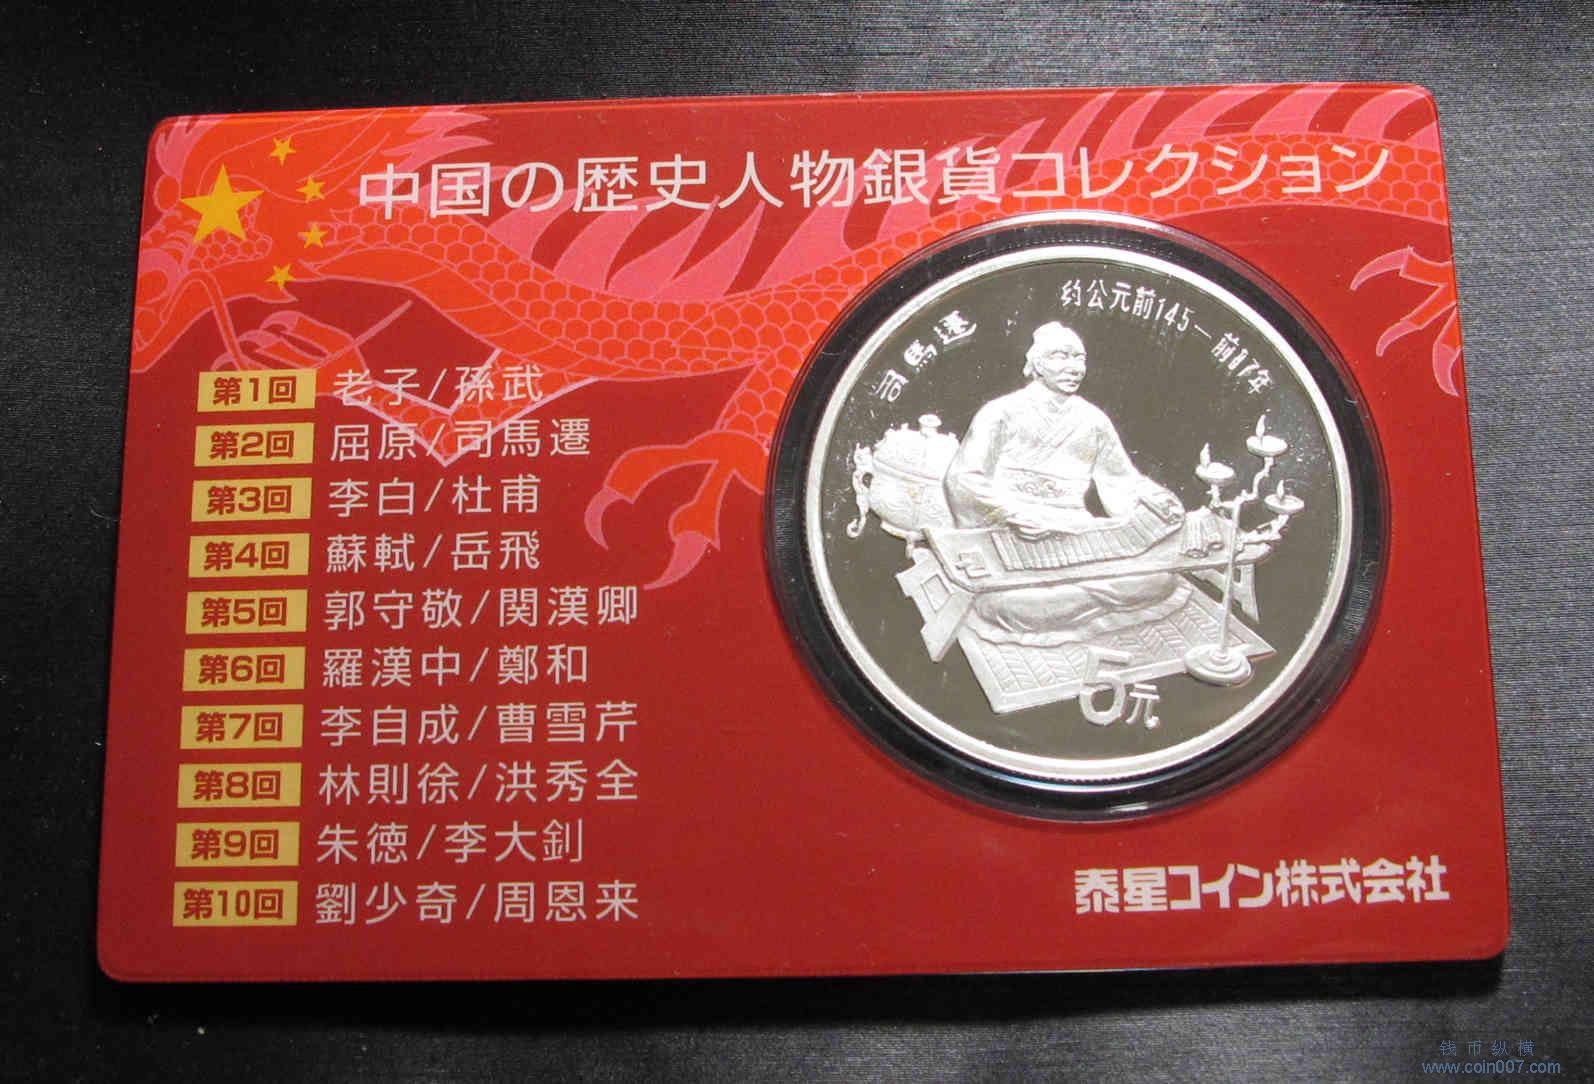 中国の歴史人物銀貨コレクション
約公元前145—前87年
司馬遷
5元
第1回 老子/孫武
第2回 屈原/司馬遷
第3回 李白/杜甫
第4回 蘇軾/岳飛
第5回 郭守敬/関漢卿
第6回 羅漢中/鄭和
第7回 李自成/曹雪芹
第8回 林則徐/洪秀全
第9回 朱徳/李大釗
第10回 劉少奇/周恩来
泰星コイン株式会社
钱币纵横
www.coin007.com